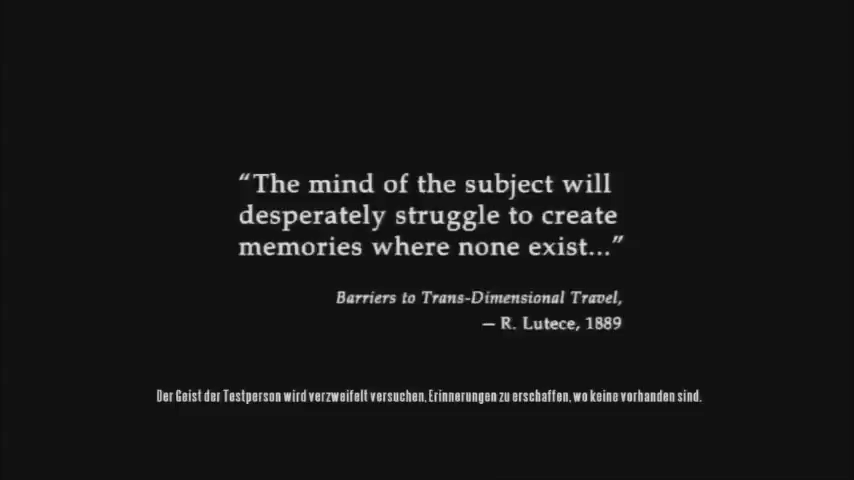 “The mind of the subject will
desperately struggle to create
memories where none exist...”
Barriers to Trans-Dimensional Travel,
— R. Lutece, 1889
Der Geist der Testperson wird verzweifelt versuchen, Erinnerungen zu erschaffen, wo keine vorhanden sind.